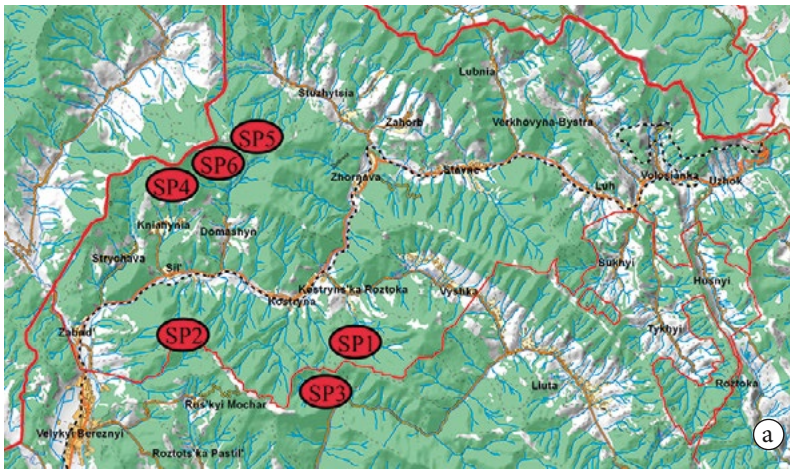 Lubnia
Stuzhytsia
Zahorb
Verkhovyna-Bystra
SP5
SP6
SP4
Zhornava
Stavne
Volosianka
Uzhok
Luh
Kniahynia
Domashyn
Strychava
Sil'
Sukhyi
Husnyi
Kostryns'ka Roztoka
Kostryna
Vyshka
Zabrid'
SP2
SP1
Tykhyi
SP3
Liuta
Roztoka
Rus'kyi Mochar
Velykyi Bereznyi
Roztots'ka Pastil'
a